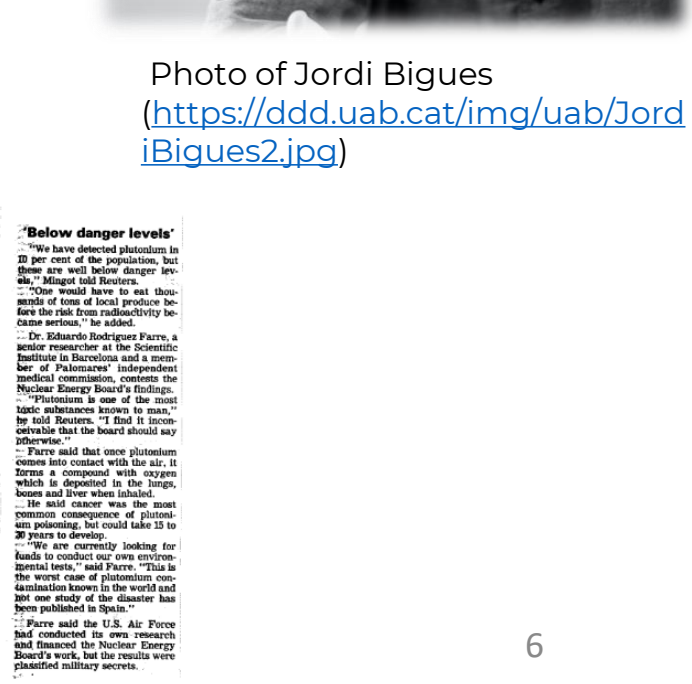 Photo of Jordi Bigues
(https://ddd.uab.cat/img/uab/Jord
iBigues2.jpg)
'Below danger levels'
"We have detected plutonium in
10 per cent of the population, but
these are well below danger lev-
els," Mingot told Reuters.
"One would have to eat thou-
sands of tons of local produce be-
fore the risk from radioactivity be-
came serious," he added.
Dr. Eduardo Rodriguez Farre, a
senior researcher at the Scientific
Institute in Barcelona and a mem-
ber of Palomares' independent
medical commission, contests the
Nuclear Energy Board's findings.
"Plutonium is one of the most
toxic substances known to man,"
he told Reuters. "I find it incon-
ceivable that the board should say
otherwise."
Farre said that once plutonium
comes into contact with the air, it
forms a compound with oxygen
which is deposited in the lungs,
bones and liver when inhaled.
He said cancer was the most
common consequence of plutoni-
um poisoning, but could take 15 to
30 years to develop.
"We are currently looking for
funds to conduct our own environ-
mental tests," said Farre. "This is
the worst case of plutomium con-
tamination known in the world and
not one study of the disaster has
been published in Spain."
Farre said the U.S. Air Force
had conducted its own research
and financed the Nuclear Energy
Board's work, but the results were
classified military secrets.
6